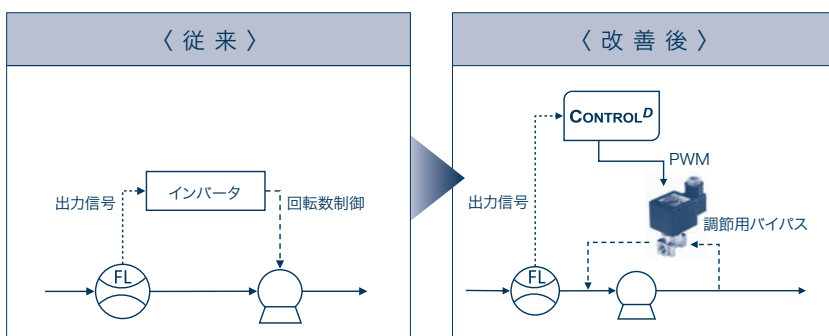 〈従来〉
出力信号
インバータ
回転数制御
FL
〈改善後〉
CONTROLD
PWM
出力信号
調節用バイパス
FL